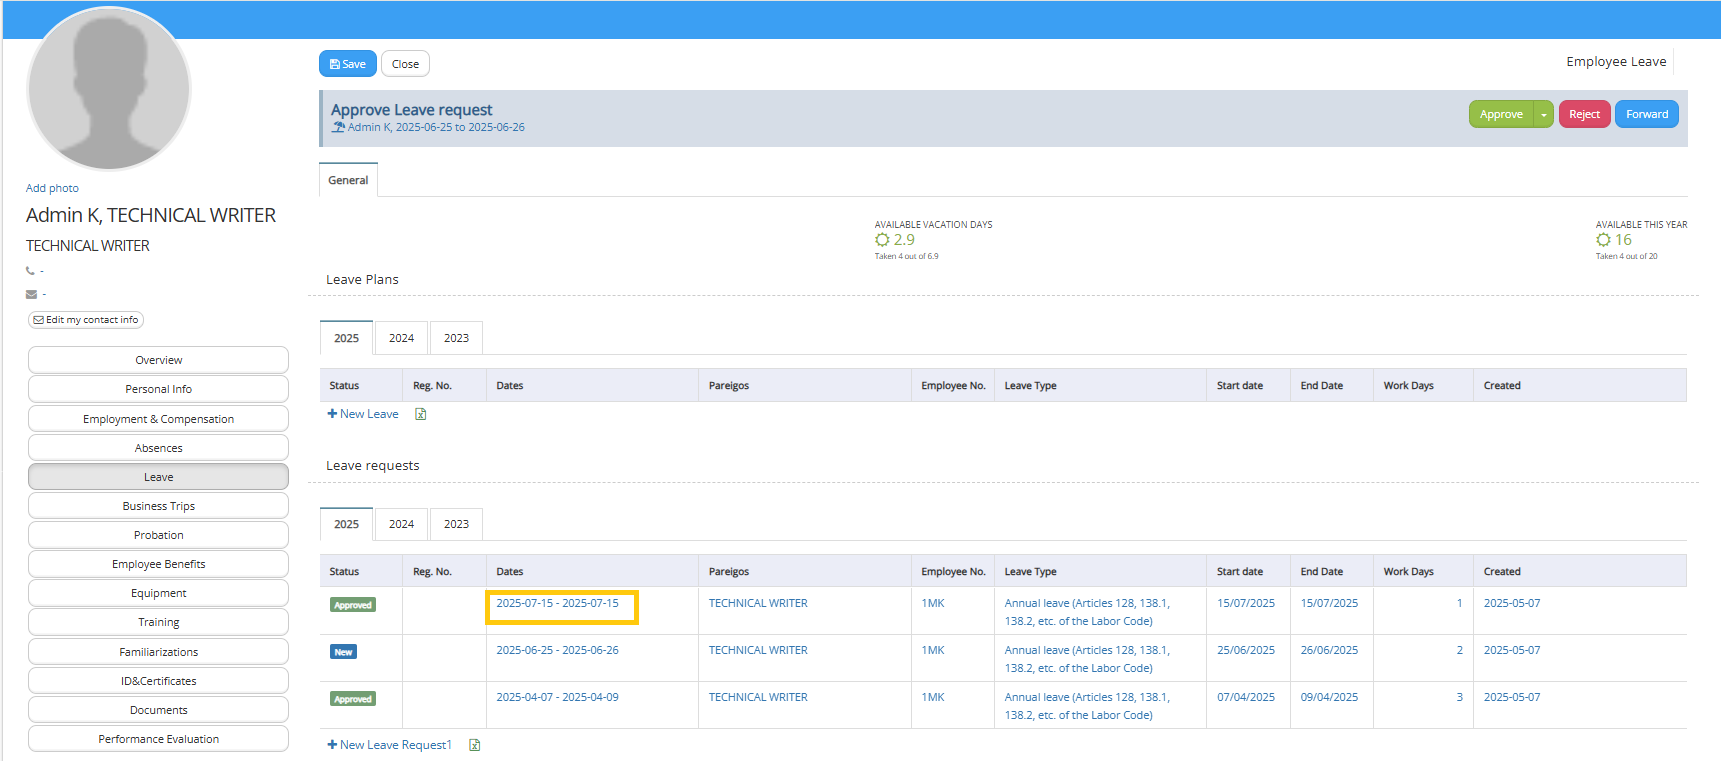 Save Close Employee Leave
Approve Leave request
Admin K, 2025-06-25 to 2025-06-26
Approve Reject Forward
General
Add photo
Admin K, TECHNICAL WRITER
TECHNICAL WRITER
-
-
Edit my contact info
Overview
Personal Info
Employment & Compensation
Absences
Leave
Business Trips
Probation
Employee Benefits
Equipment
Training
Familiarizations
ID&Certificates
Documents
Performance Evaluation
AVAILABLE VACATION DAYS
2.9
Taken 4 out of 6.9
AVAILABLE THIS YEAR
16
Taken 4 out of 20
Leave Plans
2025 2024 2023
Status Reg. No. Dates Pareigos Employee No. Leave Type Start date End Date Work Days Created
New Leave
Leave requests
2025 2024 2023
Status Reg. No. Dates Pareigos Employee No. Leave Type Start date End Date Work Days Created
Approved 2025-07-15 - 2025-07-15 TECHNICAL WRITER 1MK Annual leave (Articles 128, 138.1, 15/07/2025 15/07/2025 1 2025-05-07
138.2, etc. of the Labor Code)
New 2025-06-25 - 2025-06-26 TECHNICAL WRITER 1MK Annual leave (Articles 128, 138.1, 25/06/2025 26/06/2025 2 2025-05-07
138.2, etc. of the Labor Code)
Approved 2025-04-07 - 2025-04-09 TECHNICAL WRITER 1MK Annual leave (Articles 128, 138.1, 07/04/2025 09/04/2025 3 2025-05-07
138.2, etc. of the Labor Code)
New Leave Request1